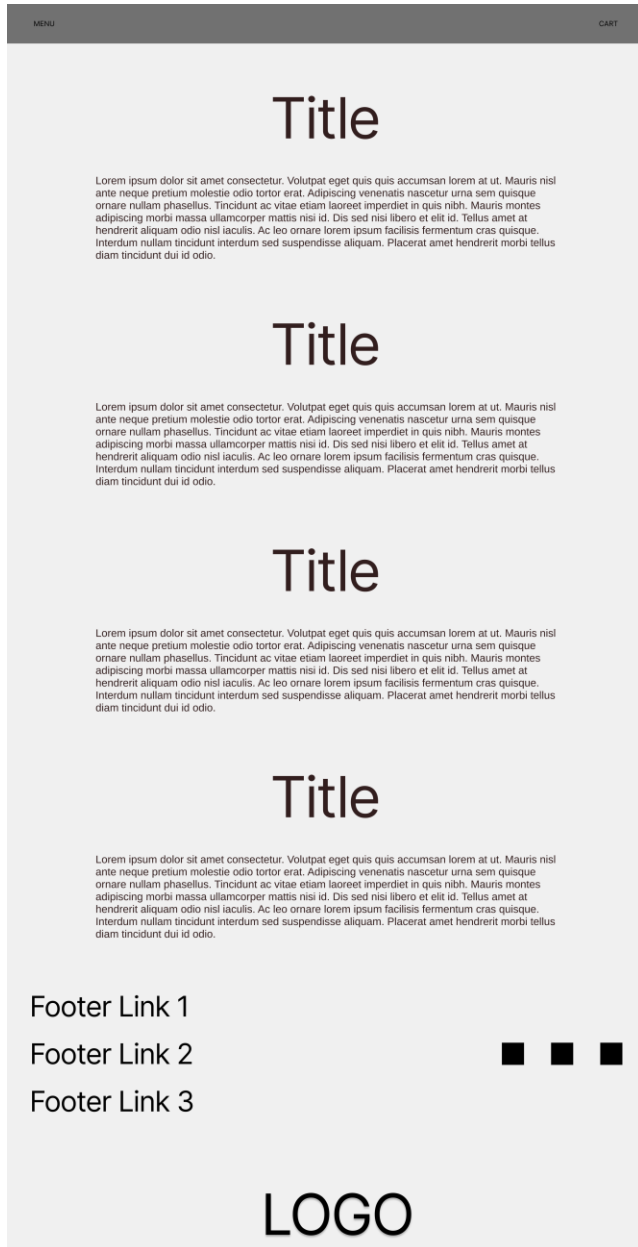 MENU
CART
Title
Lorem ipsum dolor sit amet consectetur. Volutpat eget quis quis accumsan lorem at ut. Mauris nisl
ante neque pretium molestie odio tortor erat. Adipiscing venenatis nascetur urna sem quisque
ornare nullam phasellus. Tincidunt ac vitae etiam laoreet imperdiet in quis nibh. Mauris montes
adipiscing morbi massa ullamcorper mattis nisi id. Dis sed nisi libero et elit id. Tellus amet at
hendrerit aliquam odio nisl iaculis. Ac leo ornare lorem ipsum facilisis fermentum cras quisque.
Interdum nullam tincidunt interdum sed suspendisse aliquam. Placerat amet hendrerit morbi tellus
diam tincidunt dui id odio.
Title
Lorem ipsum dolor sit amet consectetur. Volutpat eget quis quis accumsan lorem at ut. Mauris nisl
ante neque pretium molestie odio tortor erat. Adipiscing venenatis nascetur urna sem quisque
ornare nullam phasellus. Tincidunt ac vitae etiam laoreet imperdiet in quis nibh. Mauris montes
adipiscing morbi massa ullamcorper mattis nisi id. Dis sed nisi libero et elit id. Tellus amet at
hendrerit aliquam odio nisl iaculis. Ac leo ornare lorem ipsum facilisis fermentum cras quisque.
Interdum nullam tincidunt interdum sed suspendisse aliquam. Placerat amet hendrerit morbi tellus
diam tincidunt dui id odio.
Title
Lorem ipsum dolor sit amet consectetur. Volutpat eget quis quis accumsan lorem at ut. Mauris nisl
ante neque pretium molestie odio tortor erat. Adipiscing venenatis nascetur urna sem quisque
ornare nullam phasellus. Tincidunt ac vitae etiam laoreet imperdiet in quis nibh. Mauris montes
adipiscing morbi massa ullamcorper mattis nisi id. Dis sed nisi libero et elit id. Tellus amet at
hendrerit aliquam odio nisl iaculis. Ac leo ornare lorem ipsum facilisis fermentum cras quisque.
Interdum nullam tincidunt interdum sed suspendisse aliquam. Placerat amet hendrerit morbi tellus
diam tincidunt dui id odio.
Title
Lorem ipsum dolor sit amet consectetur. Volutpat eget quis quis accumsan lorem at ut. Mauris nisl
ante neque pretium molestie odio tortor erat. Adipiscing venenatis nascetur urna sem quisque
ornare nullam phasellus. Tincidunt ac vitae etiam laoreet imperdiet in quis nibh. Mauris montes
adipiscing morbi massa ullamcorper mattis nisi id. Dis sed nisi libero et elit id. Tellus amet at
hendrerit aliquam odio nisl iaculis. Ac leo ornare lorem ipsum facilisis fermentum cras quisque.
Interdum nullam tincidunt interdum sed suspendisse aliquam. Placerat amet hendrerit morbi tellus
diam tincidunt dui id odio.
Footer Link 1
Footer Link 2
Footer Link 3
LOGO